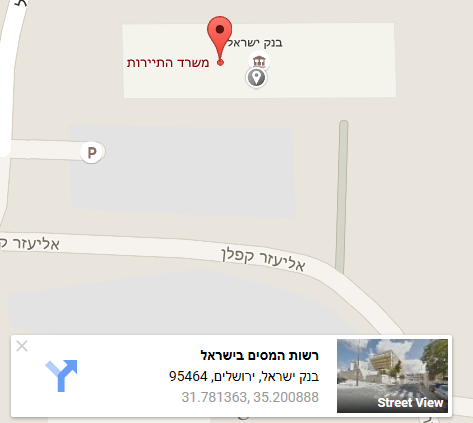 בנק ישראל
משרד התיירות
P
אליעזר קפלן
אליעזר ק
רשות המסים בישראל
בנק ישראל, ירושלים, 95464
31.781363, 35.200888
Street View